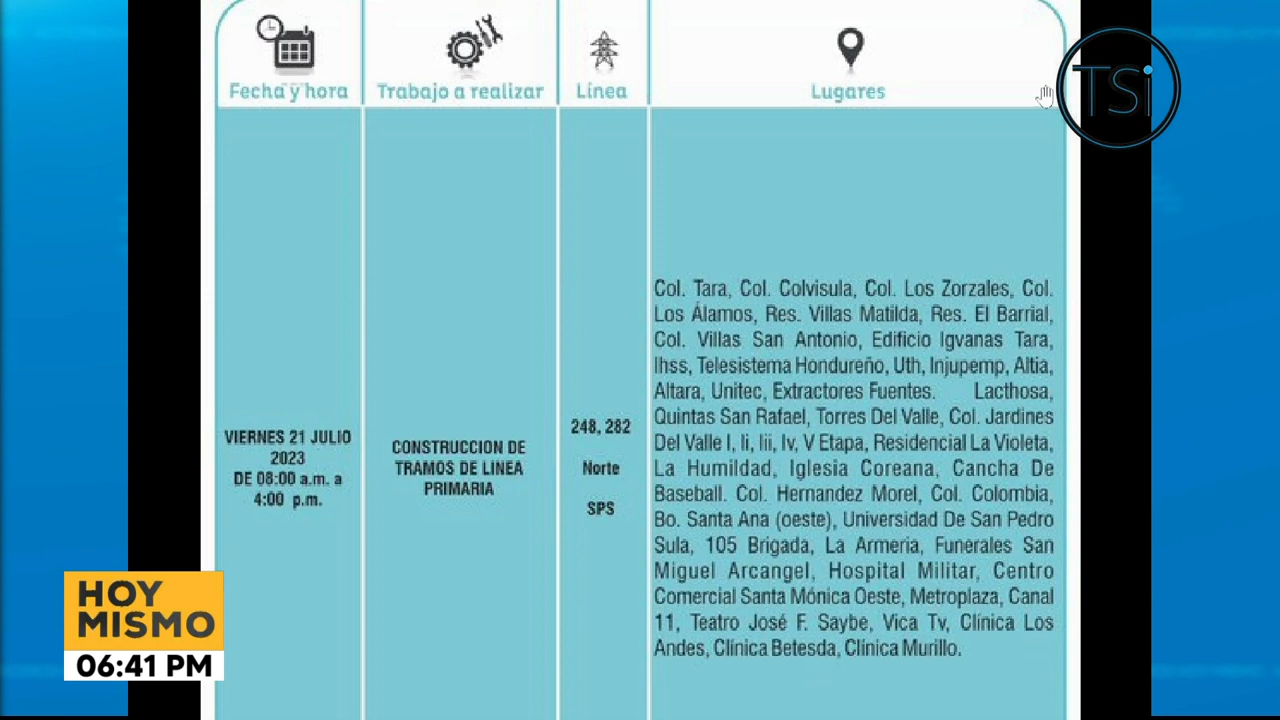 Fecha y hora
Trabajo a realizar
Línea
Lugares
TSi
VIERNES 21 JULIO
2023
DE 08:00 a.m. a
4:00 p.m.
CONSTRUCCION DE
TRAMOS DE LINEA
PRIMARIA
248, 282
Norte
SPS
Col. Tara, Col. Colvisula, Col. Los Zorzales, Col.
Los Álamos, Res. Villas Matilda, Res. El Barrial,
Col. Villas San Antonio, Edificio Igvanas Tara,
Ihss, Telesistema Hondureño, Uth, Injupemp, Altia,
Altara, Unitec, Extractores Fuentes. Lacthosa,
Quintas San Rafael, Torres Del Valle, Col. Jardines
Del Valle I, Ii, Iii, Iv, V Etapa, Residencial La Violeta,
La Humildad, Iglesia Coreana, Cancha De
Baseball. Col. Hernandez Morel, Col. Colombia,
Bo. Santa Ana (oeste), Universidad De San Pedro
Sula, 105 Brigada, La Armeria, Funerales San
Miguel Arcangel, Hospital Militar, Centro
Comercial Santa Mónica Oeste, Metroplaza, Canal
11, Teatro José F. Saybe, Vica Tv, Clínica Los
Andes, Clínica Betesda, Clínica Murillo.
HOY
MISMO
06:41 PM